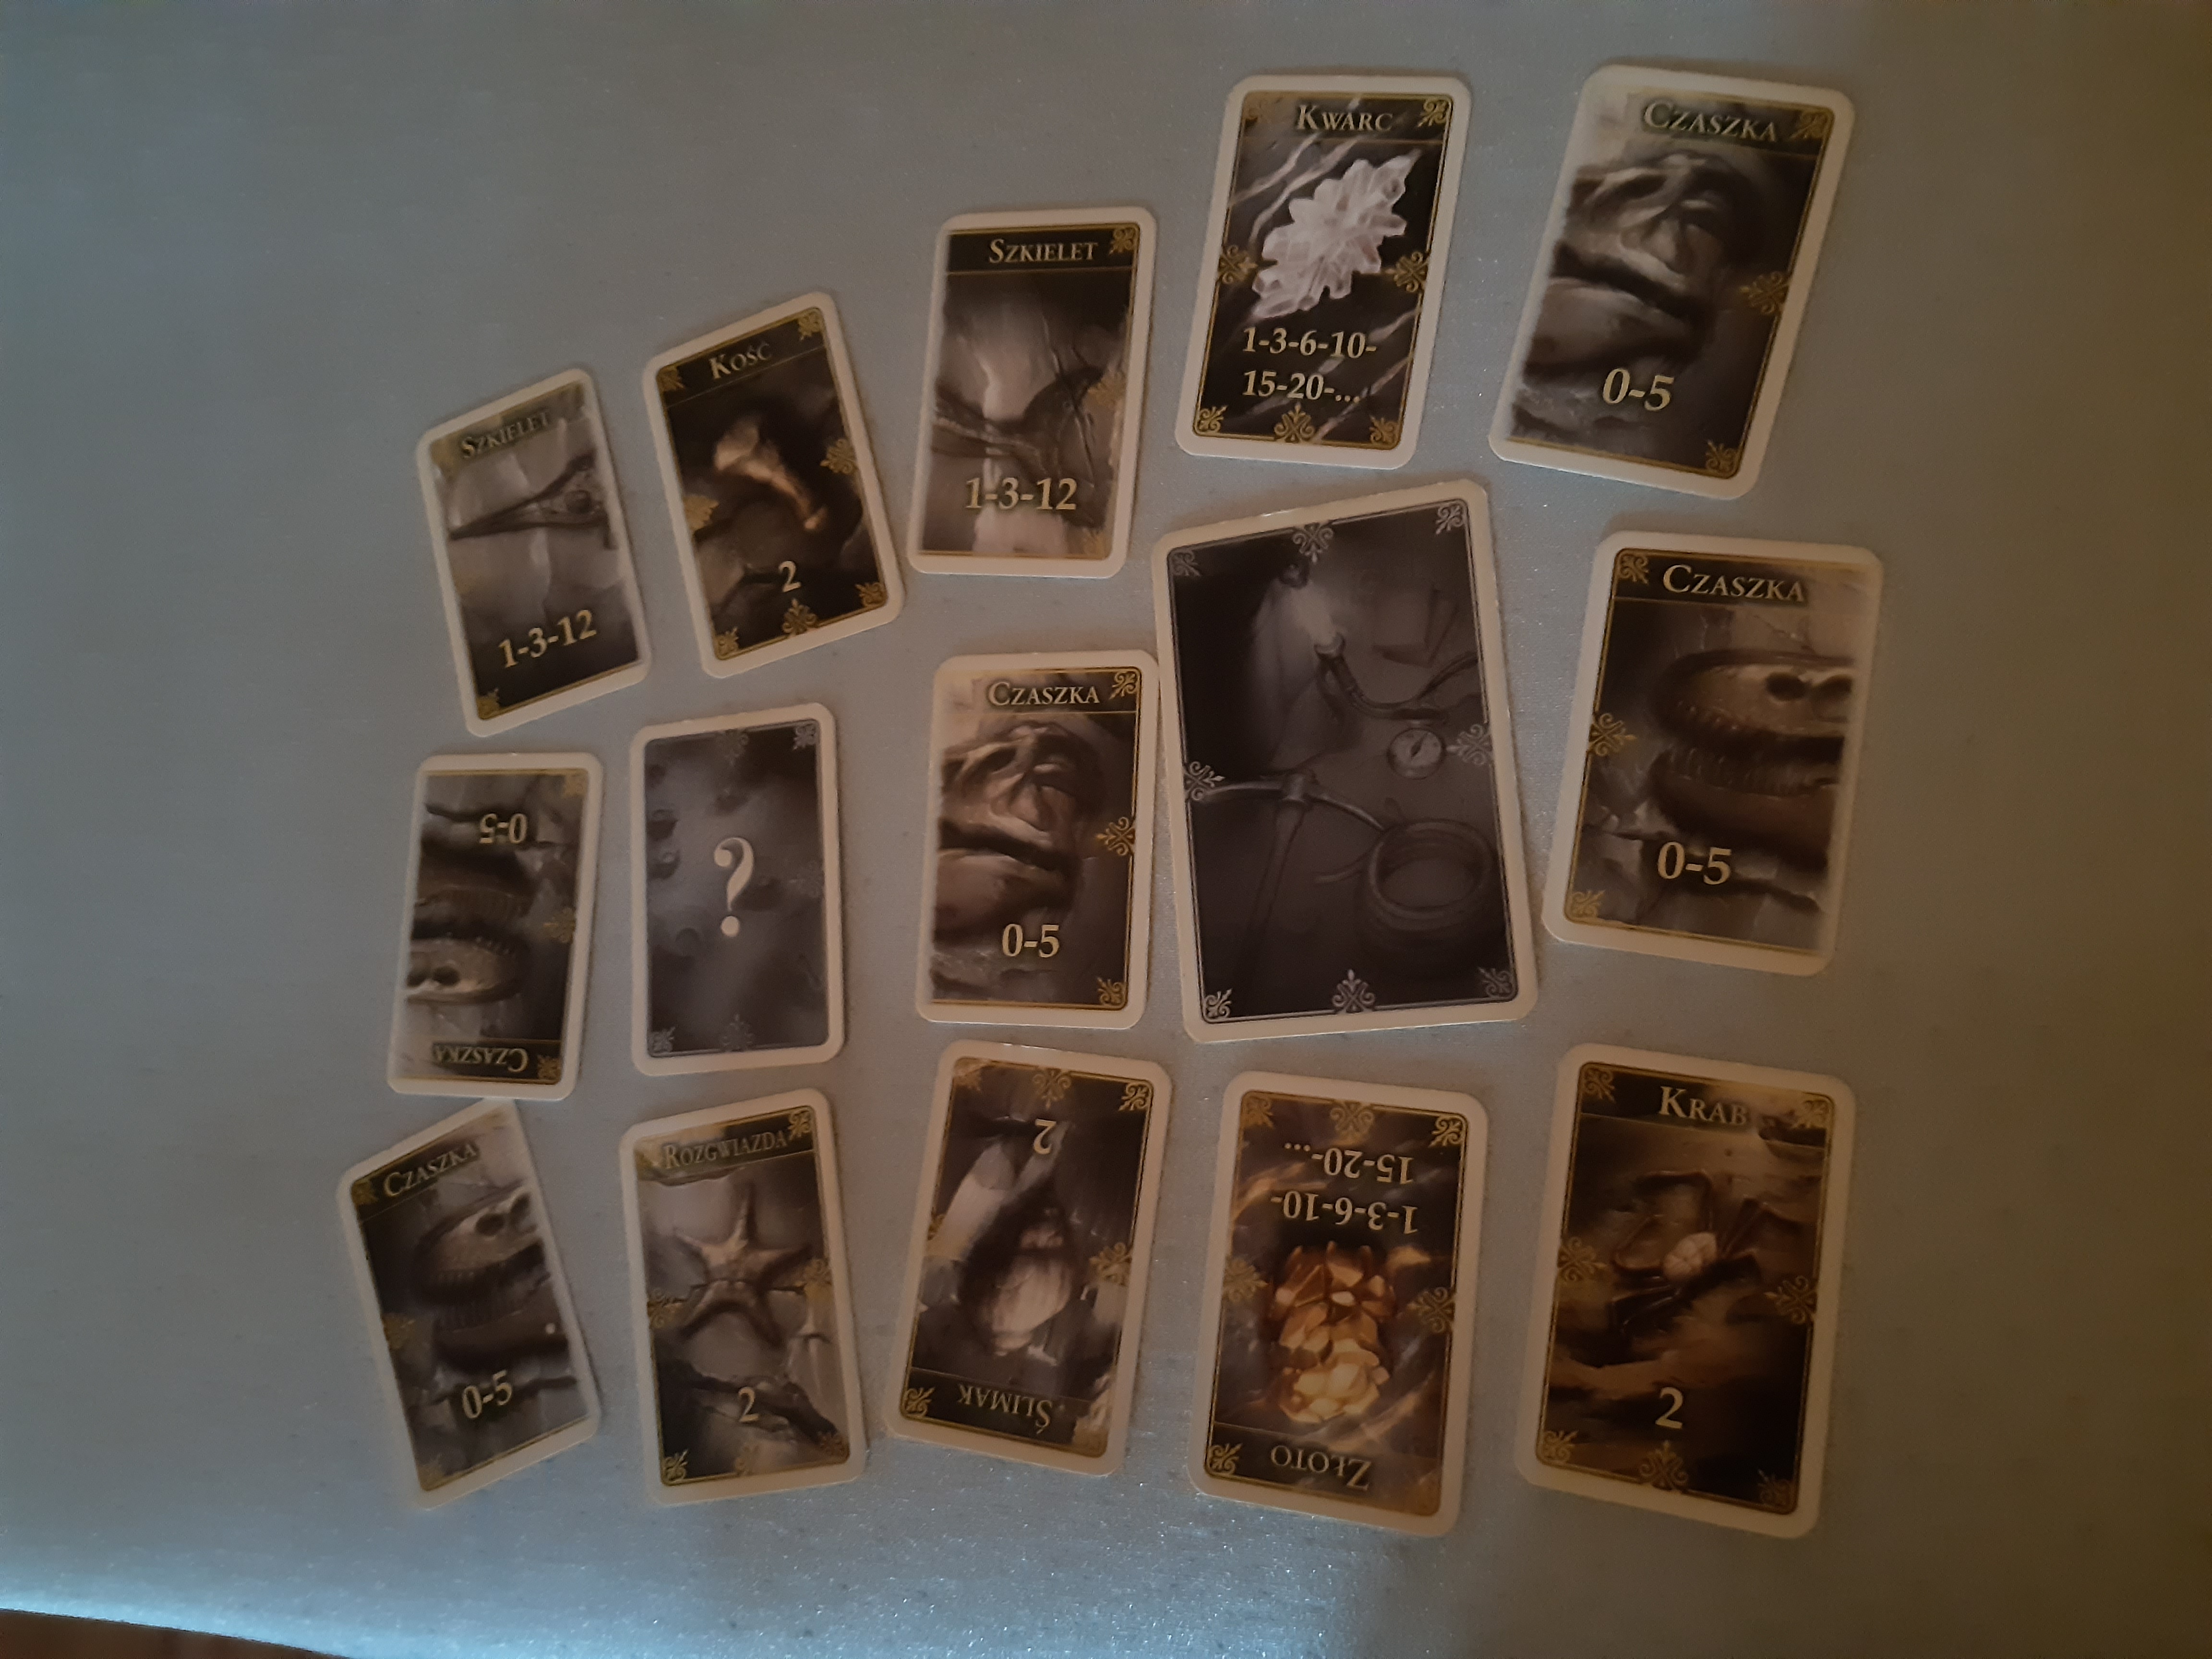 Szkielet
1-3-12
Kość
2
Szkielet
1-3-12
Kwarc
1-3-6-10-
15-20-...
Czaszka
0-5
Czaszka
0-5
?
Czaszka
0-5
Czaszka
0-5
Czaszka
0-5
Rozgwiazda
2
Ślimak
2
Złoto
1-3-6-10-
15-20-...
Krab
2